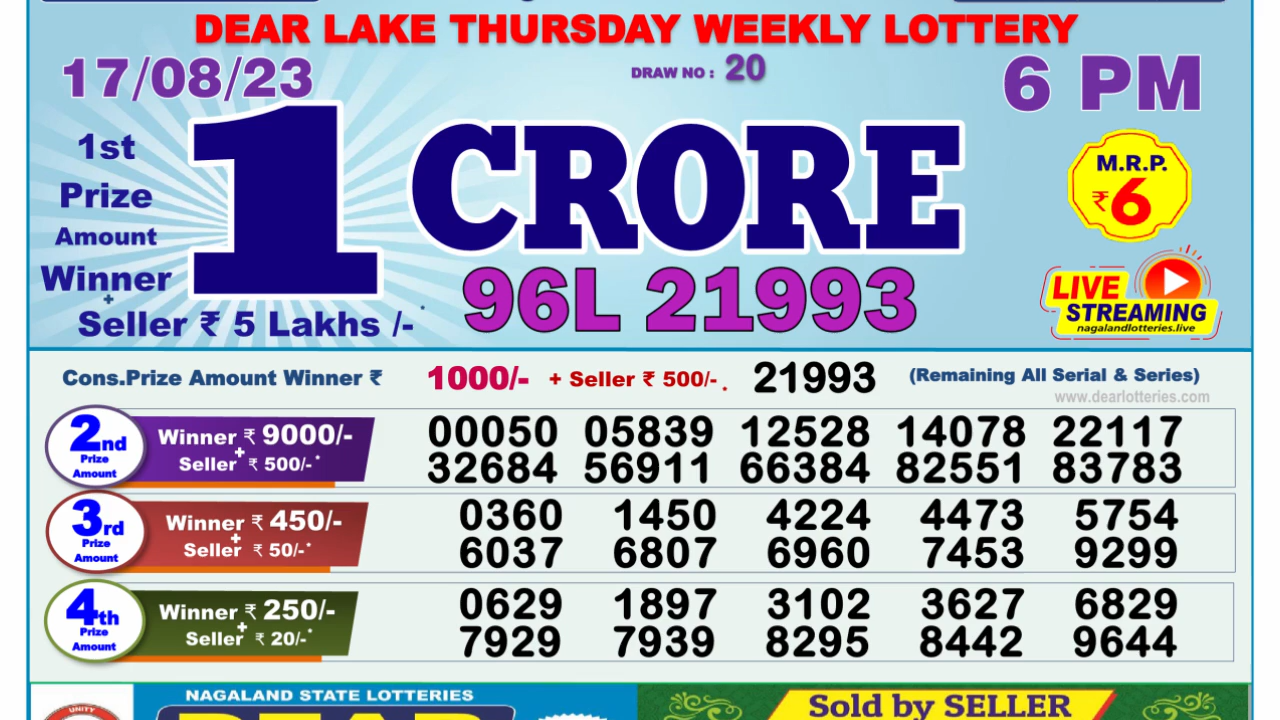 DEAR LAKE THURSDAY WEEKLY LOTTERY
17/08/23
DRAW NO : 20
6 PM
1st
Prize
Amount
Winner
+
Seller ₹ 5 Lakhs /-
1 CRORE
96L 21993
M.R.P.
₹6
LIVE
STREAMING
nagalandlotteries.live
Cons.Prize Amount Winner ₹ 1000/- + Seller ₹ 500/- . 21993 (Remaining All Serial & Series)
www.dearlotteries.com
2nd
Prize
Amount
Winner ₹ 9000/-
+
Seller ₹ 500/-*
00050 05839 12528 14078 22117
32684 56911 66384 82551 83783
3rd
Prize
Amount
Winner ₹ 450/-
+
Seller ₹ 50/-*
0360 1450 4224 4473 5754
6037 6807 6960 7453 9299
4th
Prize
Amount
Winner ₹ 250/-
+
Seller ₹ 20/-*
0629 1897 3102 3627 6829
7929 7939 8295 8442 9644
UNITY
NAGALAND STATE LOTTERIES
DEAR
Sold by SELLER